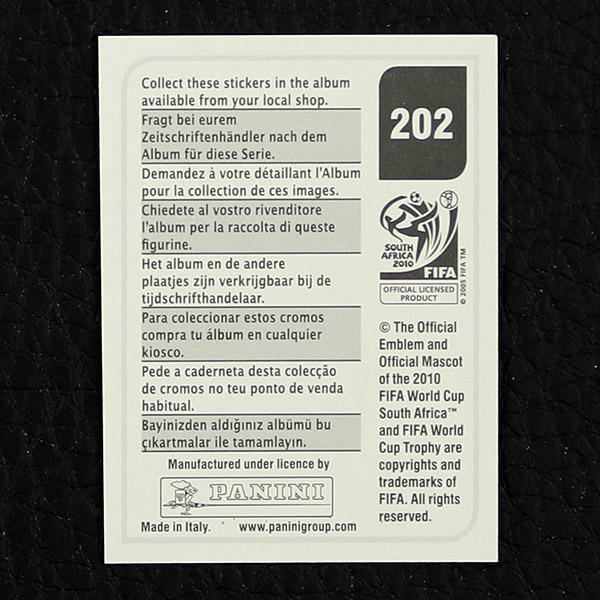 Collect these stickers in the album
available from your local shop.
Fragt bei eurem
Zeitschriftenhändler nach dem
Album für diese Serie.
Demandez à votre détaillant l'Album
pour la collection de ces images.
Chiedete al vostro rivenditore
l'album per la raccolta di queste
figurine.
Het album en de andere
plaatjes zijn verkrijgbaar bij de
tijdschrifthandelaar.
Para coleccionar estos cromos
compra tu álbum en cualquier
kiosco.
Pede a caderneta desta colecção
de cromos no teu ponto de venda
habitual.
Bayinizden aldığınız albümü bu
çıkartmalar ile tamamlayın.
Manufactured under licence by
PANINI
Made in Italy. www.paninigroup.com
202
SOUTH
AFRICA
2010
FIFA
OFFICIAL LICENSED
PRODUCT
© 2005 FIFA TM
© The Official
Emblem and
Official Mascot
of the 2010
FIFA World Cup
South Africa™
and FIFA World
Cup Trophy are
copyrights and
trademarks of
FIFA. All rights
reserved.